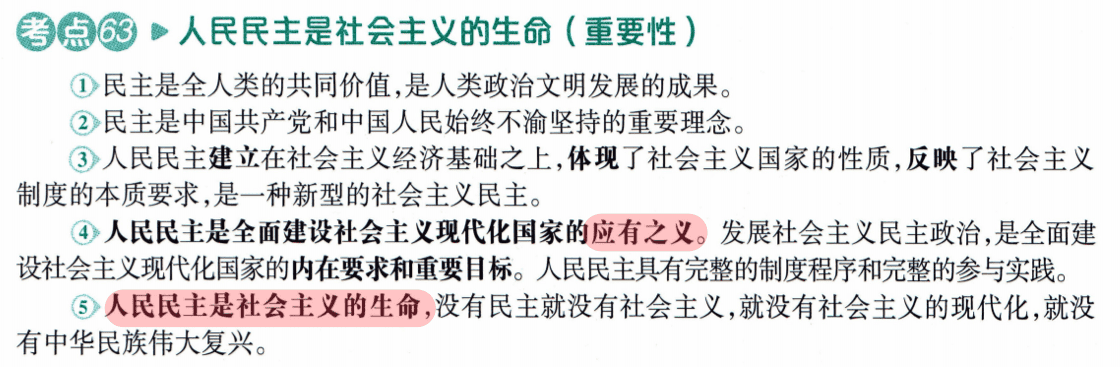 考点63 ▶ 人民民主是社会主义的生命（重要性）
①民主是全人类的共同价值,是人类政治文明发展的成果。
②民主是中国共产党和中国人民始终不渝坚持的重要理念。
③人民民主建立在社会主义经济基础之上,体现了社会主义国家的性质,反映了社会主义
制度的本质要求,是一种新型的社会主义民主。
④人民民主是全面建设社会主义现代化国家的应有之义。发展社会主义民主政治,是全面建
设社会主义现代化国家的内在要求和重要目标。人民民主具有完整的制度程序和完整的参与实践。
⑤人民民主是社会主义的生命,没有民主就没有社会主义,就没有社会主义的现代化,就没
有中华民族伟大复兴。